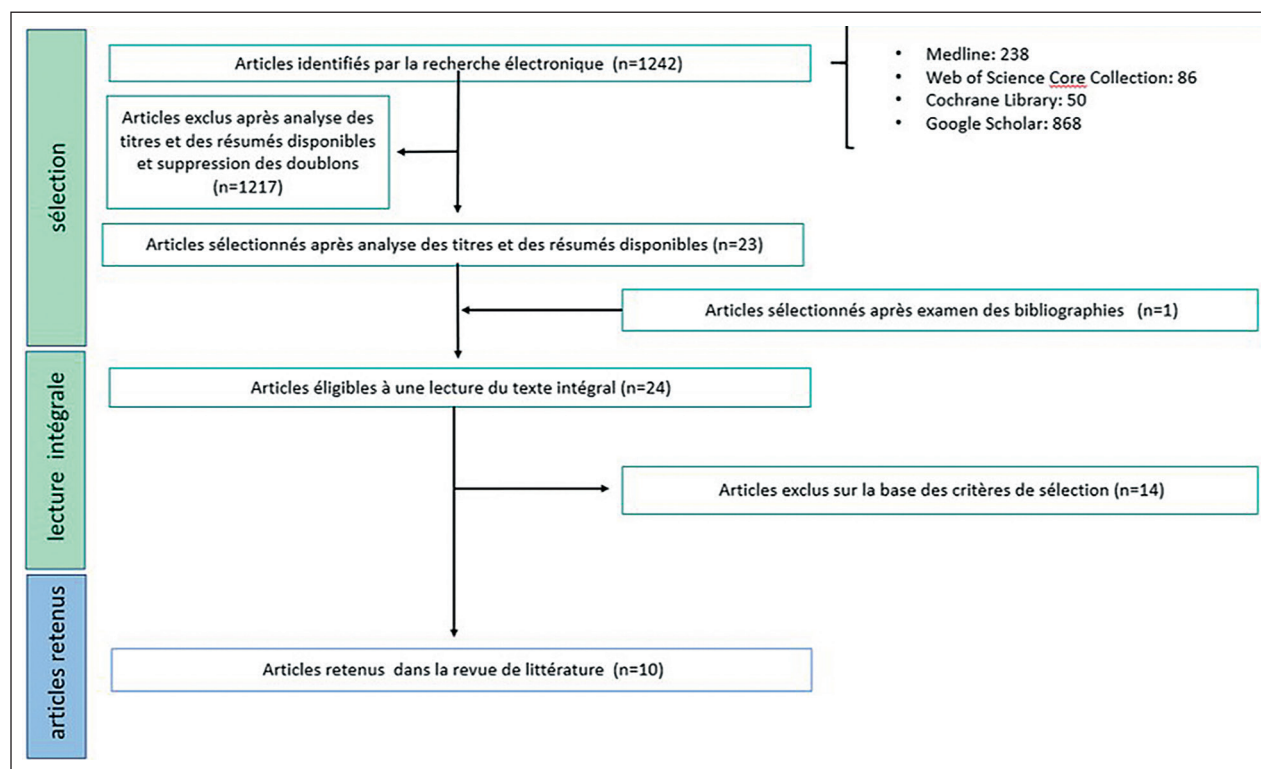 sélection
Articles identifiés par la recherche électronique (n=1242)
• Medline: 238
• Web of Science Core Collection: 86
• Cochrane Library: 50
• Google Scholar: 868
Articles exclus après analyse des
titres et des résumés disponibles
et suppression des doublons
(n=1217)
Articles sélectionnés après analyse des titres et des résumés disponibles (n=23)
Articles sélectionnés après examen des bibliographies (n=1)
lecture intégrale
Articles éligibles à une lecture du texte intégral (n=24)
Articles exclus sur la base des critères de sélection (n=14)
articles retenus
Articles retenus dans la revue de littérature (n=10)